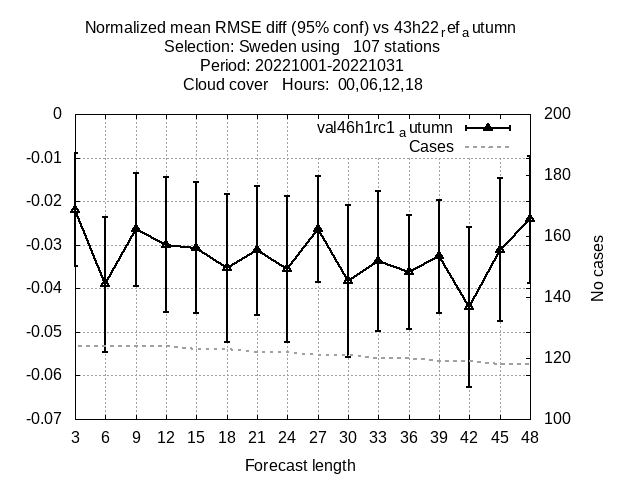 Normalized mean RMSE diff (95% conf) vs 43h22refautumn
Selection: Sweden using 107 stations
Period: 20221001-20221031
Cloud cover Hours: 00,06,12,18
val46h1rc1autumn
Cases
0
-0.01
-0.02
-0.03
-0.04
-0.05
-0.06
-0.07
200
180
160
140
120
100
No cases
3 6 9 12 15 18 21 24 27 30 33 36 39 42 45 48
Forecast length